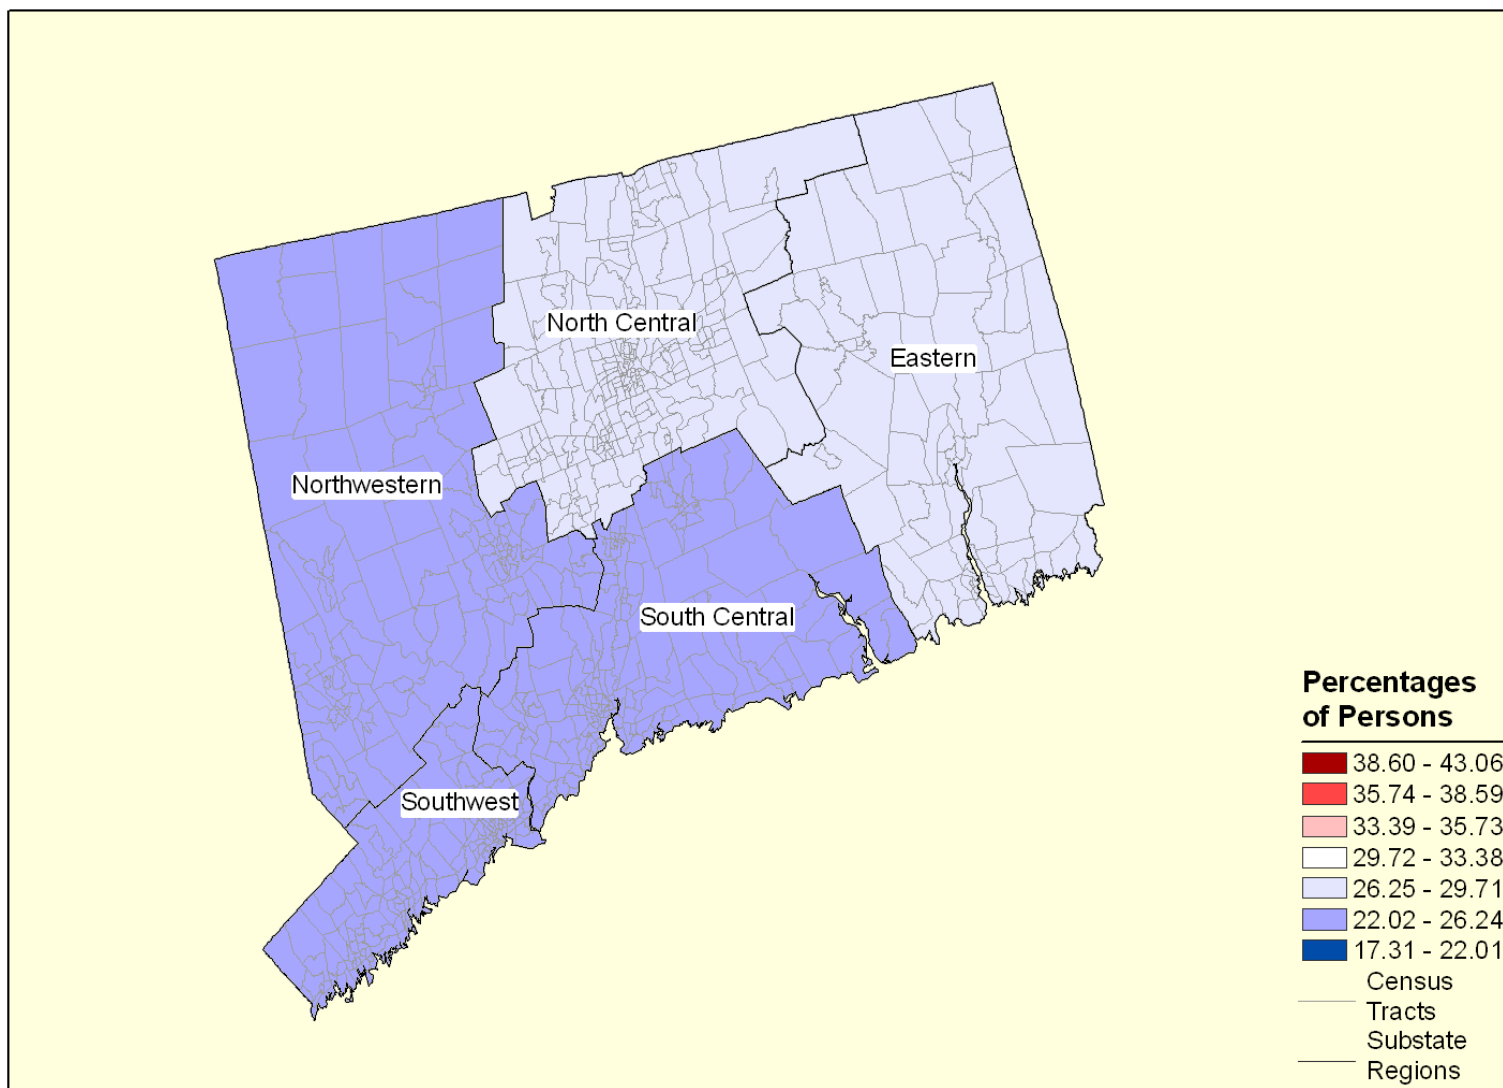 North Central
Eastern
Northwestern
South Central
Southwest
Percentages
of Persons
38.60 - 43.06
35.74 - 38.59
33.39 - 35.73
29.72 - 33.38
26.25 - 29.71
22.02 - 26.24
17.31 - 22.01
Census
Tracts
Substate
Regions